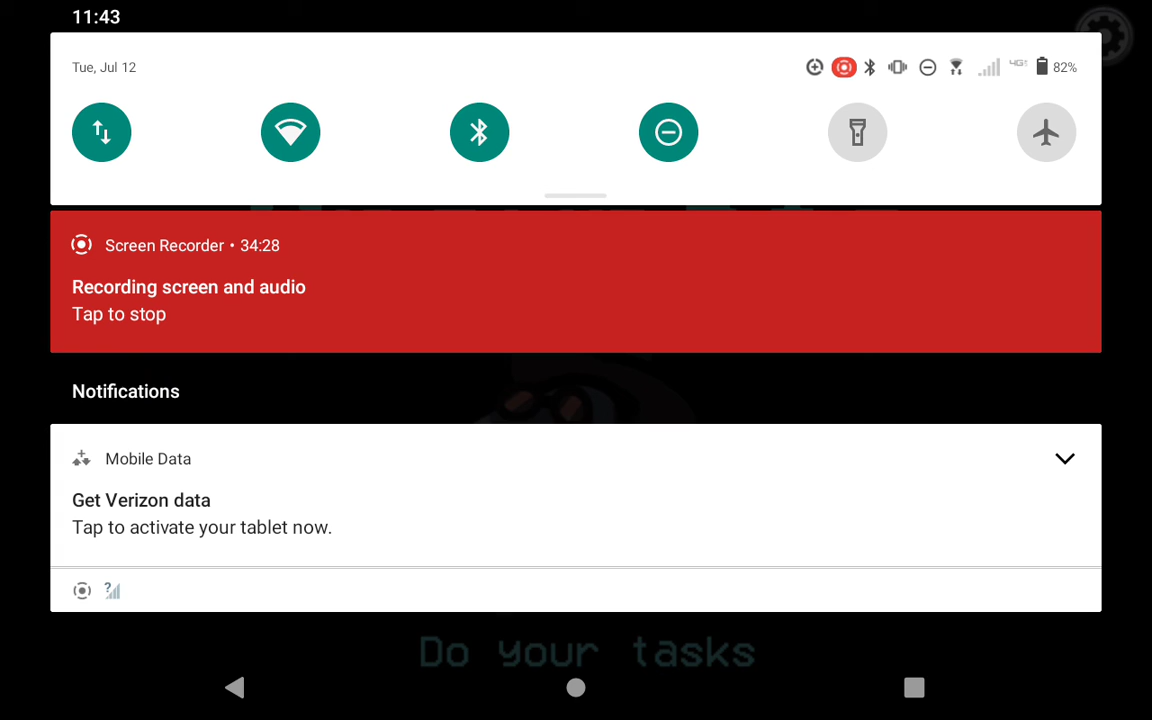 11:43
Tue, Jul 12
82%
Screen Recorder • 34:28
Recording screen and audio
Tap to stop
Notifications
Mobile Data
Get Verizon data
Tap to activate your tablet now.
?
Do your tasks